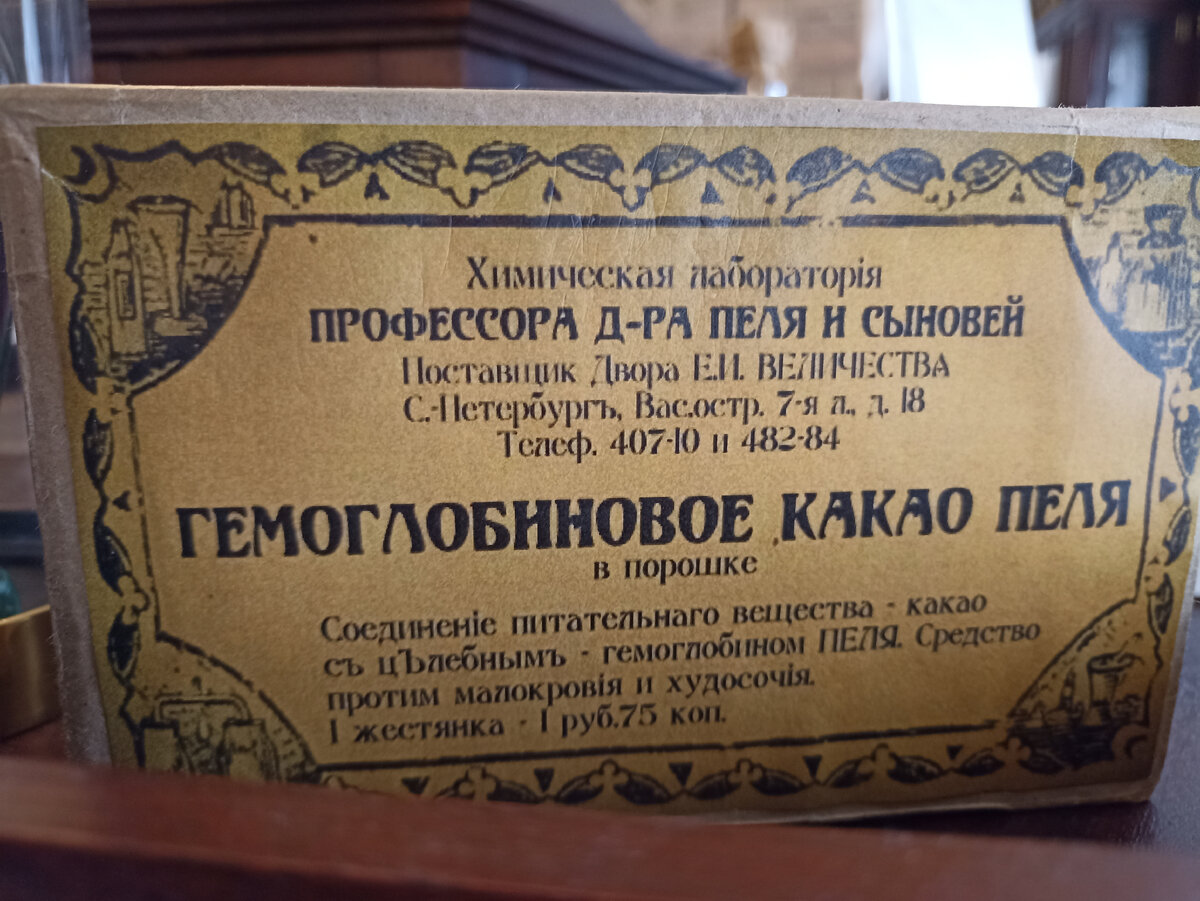 Химическая лабораторія
ПРОФЕССОРА Д-РА ПЕЛЯ И СЫНОВЕЙ
Поставщик Двора Е.И. ВЕЛИЧЕСТВА
С.-Петербургъ, Вас.остр. 7-я л., д. 18
Телеф. 407-10 и 482-84
ГЕМОГЛОБИНОВОЕ КАКАО ПЕЛЯ
в порошке
Соединеніе питательнаго вещества - какао
съ цѣлебнымъ - гемоглобином ПЕЛЯ. Средство
протим малокровія и худосочія.
1 жестянка - 1 руб.75 коп.